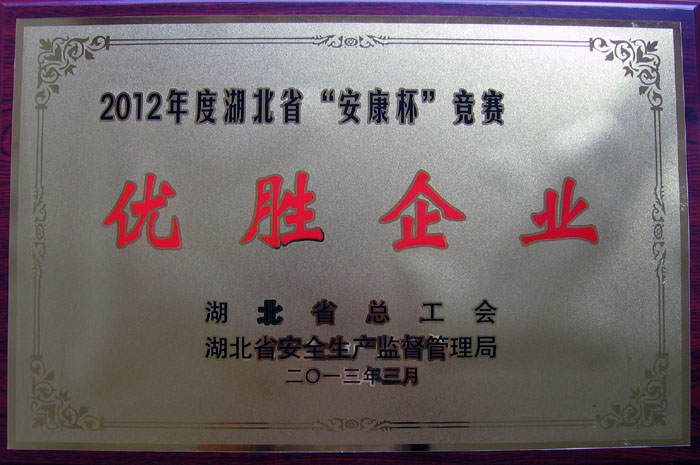 2012年度湖北省“安康杯”竞赛
优胜企业
湖北省总工会
湖北省安全生产监督管理局
二〇一三年三月